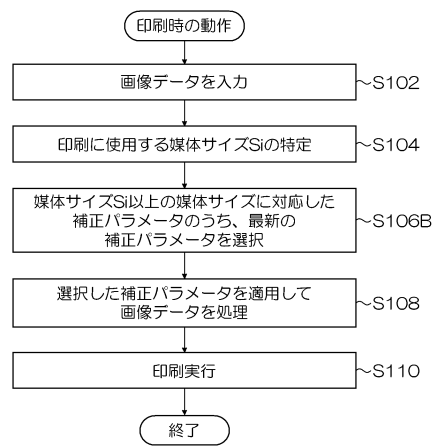 印刷時の動作
画像データを入力
S102
印刷に使用する媒体サイズSiの特定
S104
媒体サイズSi以上の媒体サイズに対応した
補正パラメータのうち、最新の
補正パラメータを選択
S106B
選択した補正パラメータを適用して
画像データを処理
S108
印刷実行
S110
終了